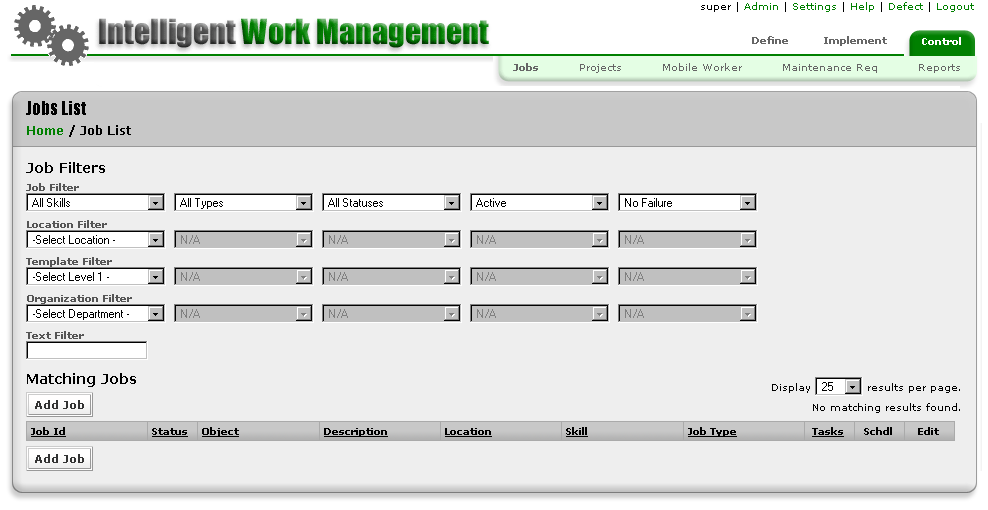 super | Admin | Settings | Help | Defect | Logout
Intelligent Work Management
Define Implement Control
Jobs Projects Mobile Worker Maintenance Req Reports
Jobs List
Home / Job List
Job Filters
Job Filter
All Skills All Types All Statuses Active No Failure
Location Filter
-Select Location - N/A N/A N/A N/A
Template Filter
-Select Level 1 - N/A N/A N/A N/A
Organization Filter
-Select Department - N/A N/A N/A N/A
Text Filter
Matching Jobs
Display 25 results per page.
Add Job
No matching results found.
Job Id Status Object Description Location Skill Job Type Tasks Schdl Edit
Add Job